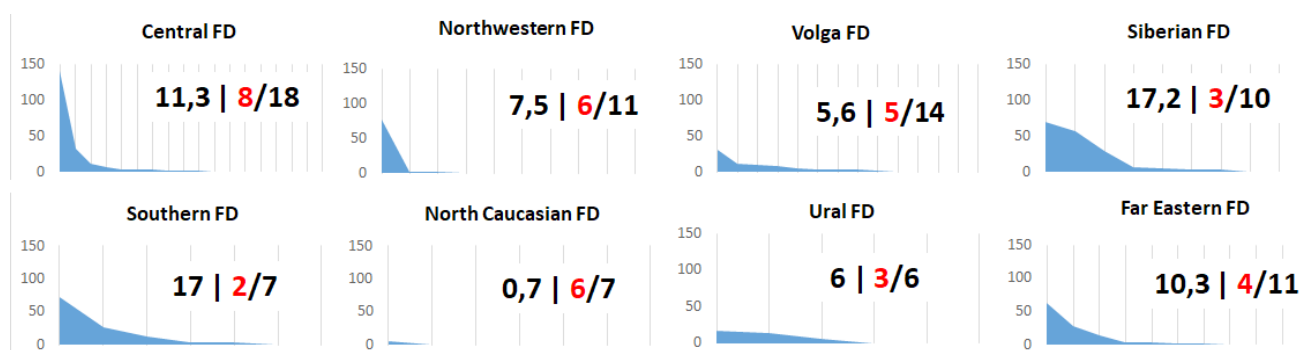 Central FD
150
100
50
0
11,3 | 8/18
Northwestern FD
150
100
50
0
7,5 | 6/11
Volga FD
150
100
50
0
5,6 | 5/14
Siberian FD
150
100
50
0
17,2 | 3/10
Southern FD
150
100
50
0
17 | 2/7
North Caucasian FD
150
100
50
0
0,7 | 6/7
Ural FD
150
100
50
0
6 | 3/6
Far Eastern FD
150
100
50
0
10,3 | 4/11